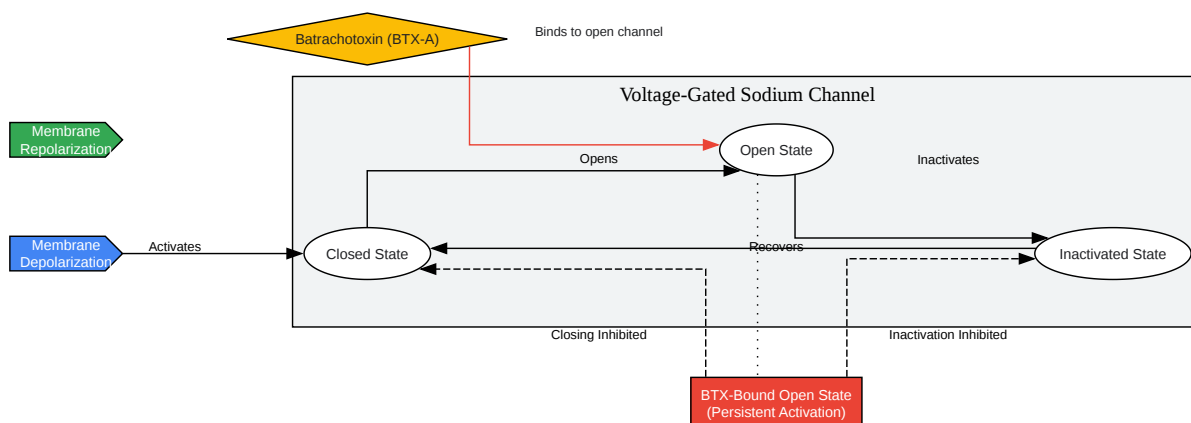 Batrachotoxin (BTX-A)
Binds to open channel
Voltage-Gated Sodium Channel
Membrane
Repolarization
Open State
Opens
Inactivates
Membrane
Depolarization
Activates
Closed State
Recovers
Inactivated State
Closing Inhibited
Inactivation Inhibited
BTX-Bound Open State
(Persistent Activation)